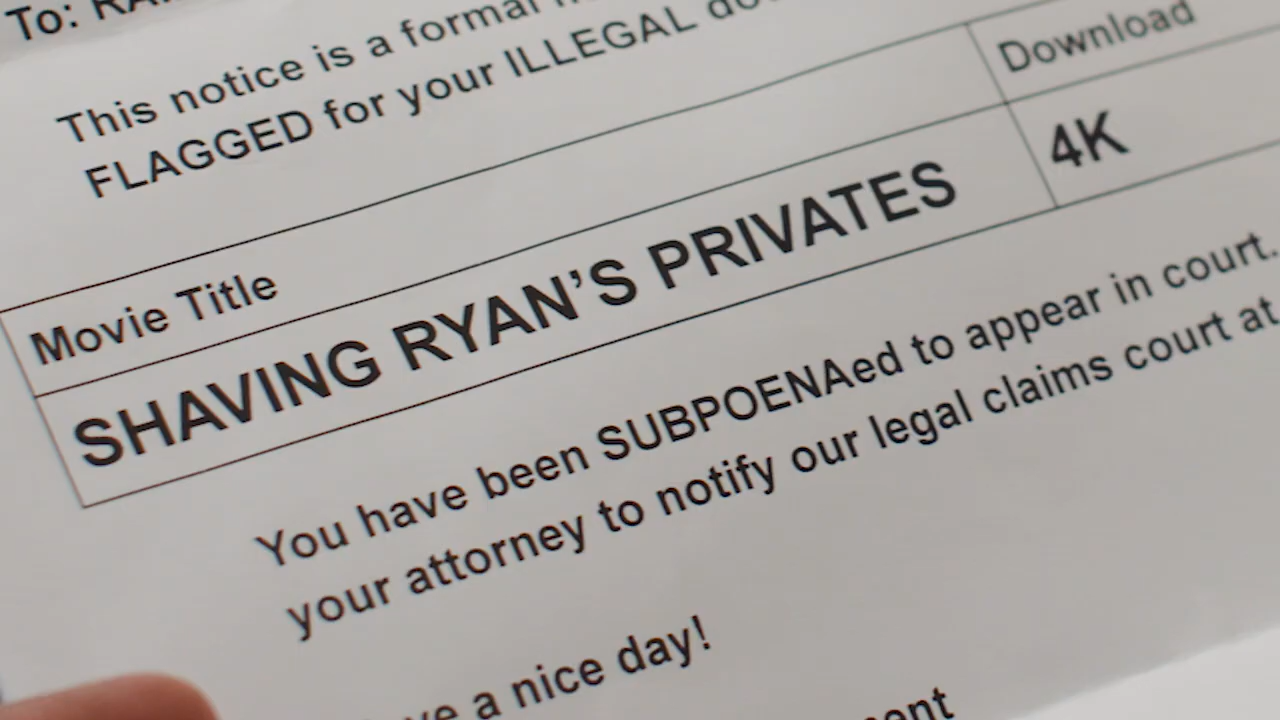 To:
This notice is a formal
FLAGGED for your ILLEGAL
Movie Title
Download
SHAVING RYAN’S PRIVATES
4K
You have been SUBPOENAed to appear in court.
your attorney to notify our legal claims court at
a nice day!